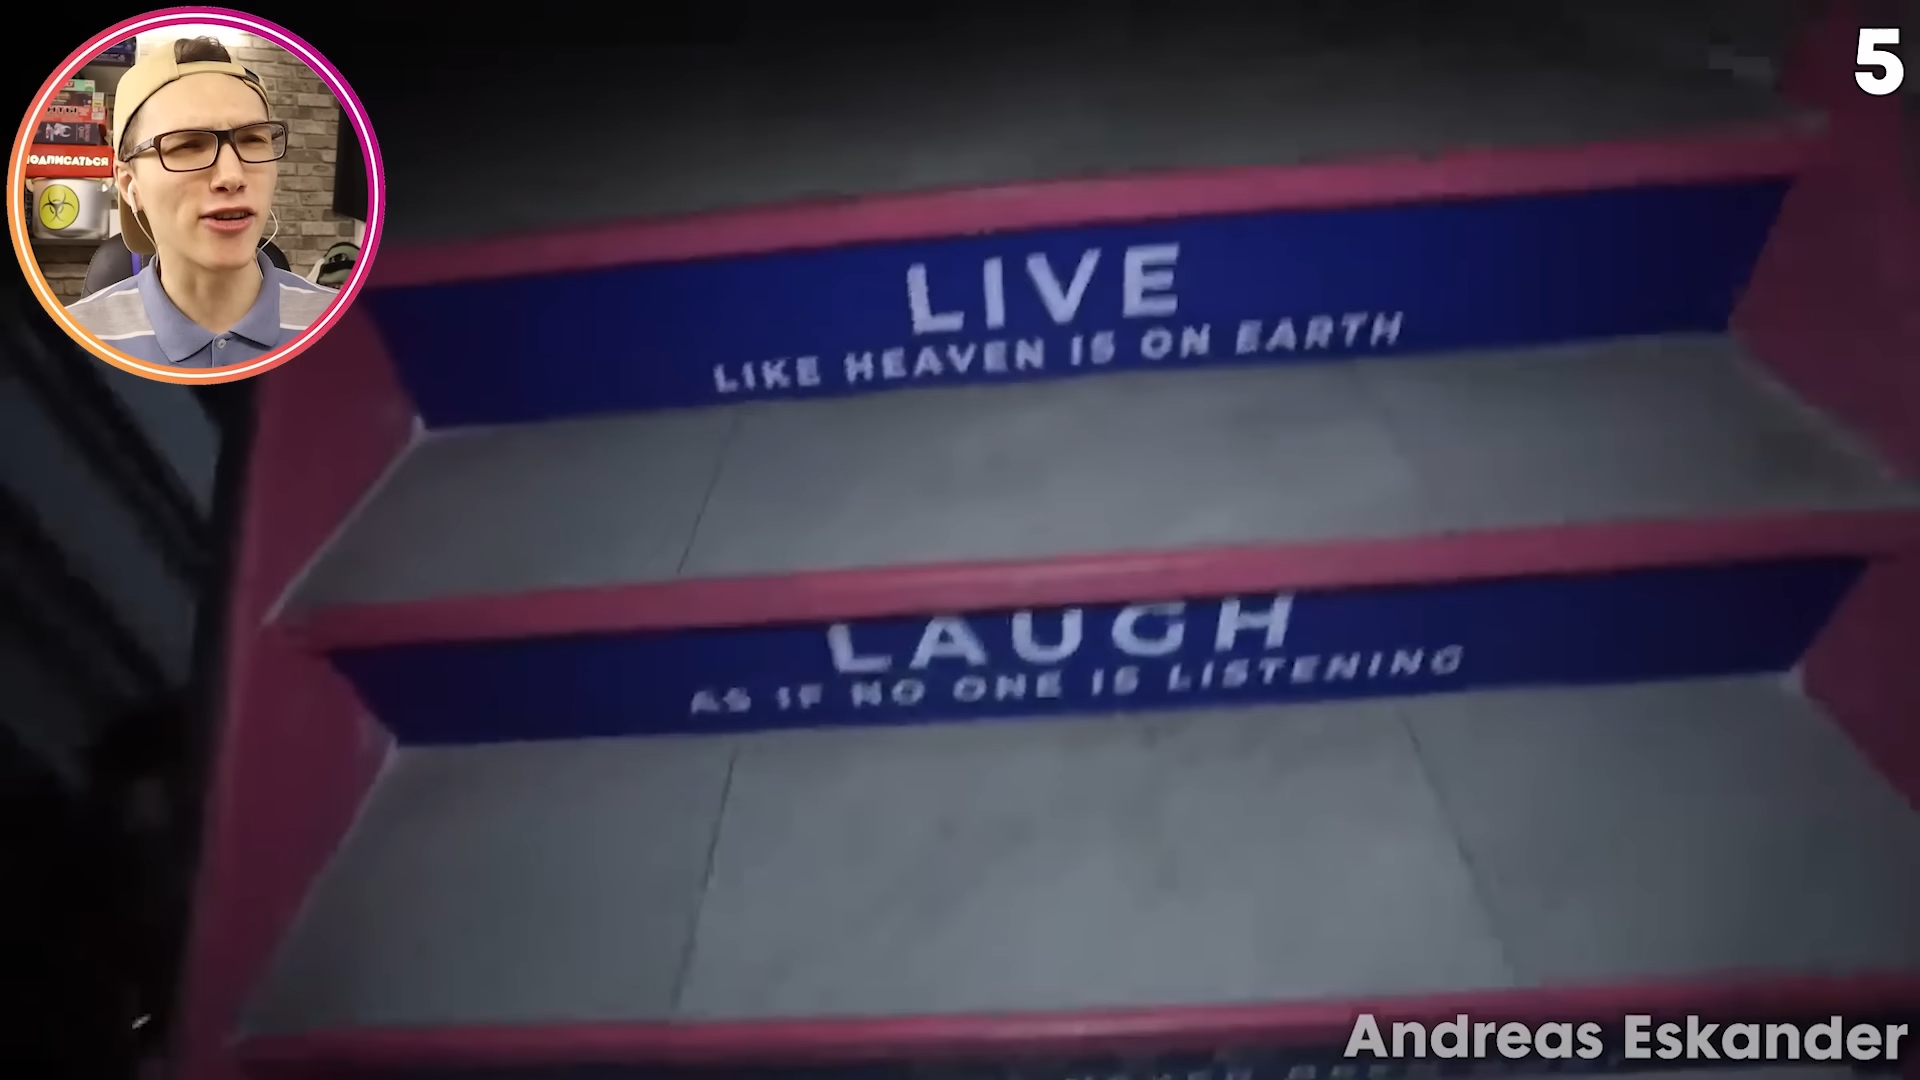 5
ПОДПИСАТЬСЯ
LIVE
LIKE HEAVEN IS ON EARTH
LAUGH
AS IF NO ONE IS LISTENING
Andreas Eskander